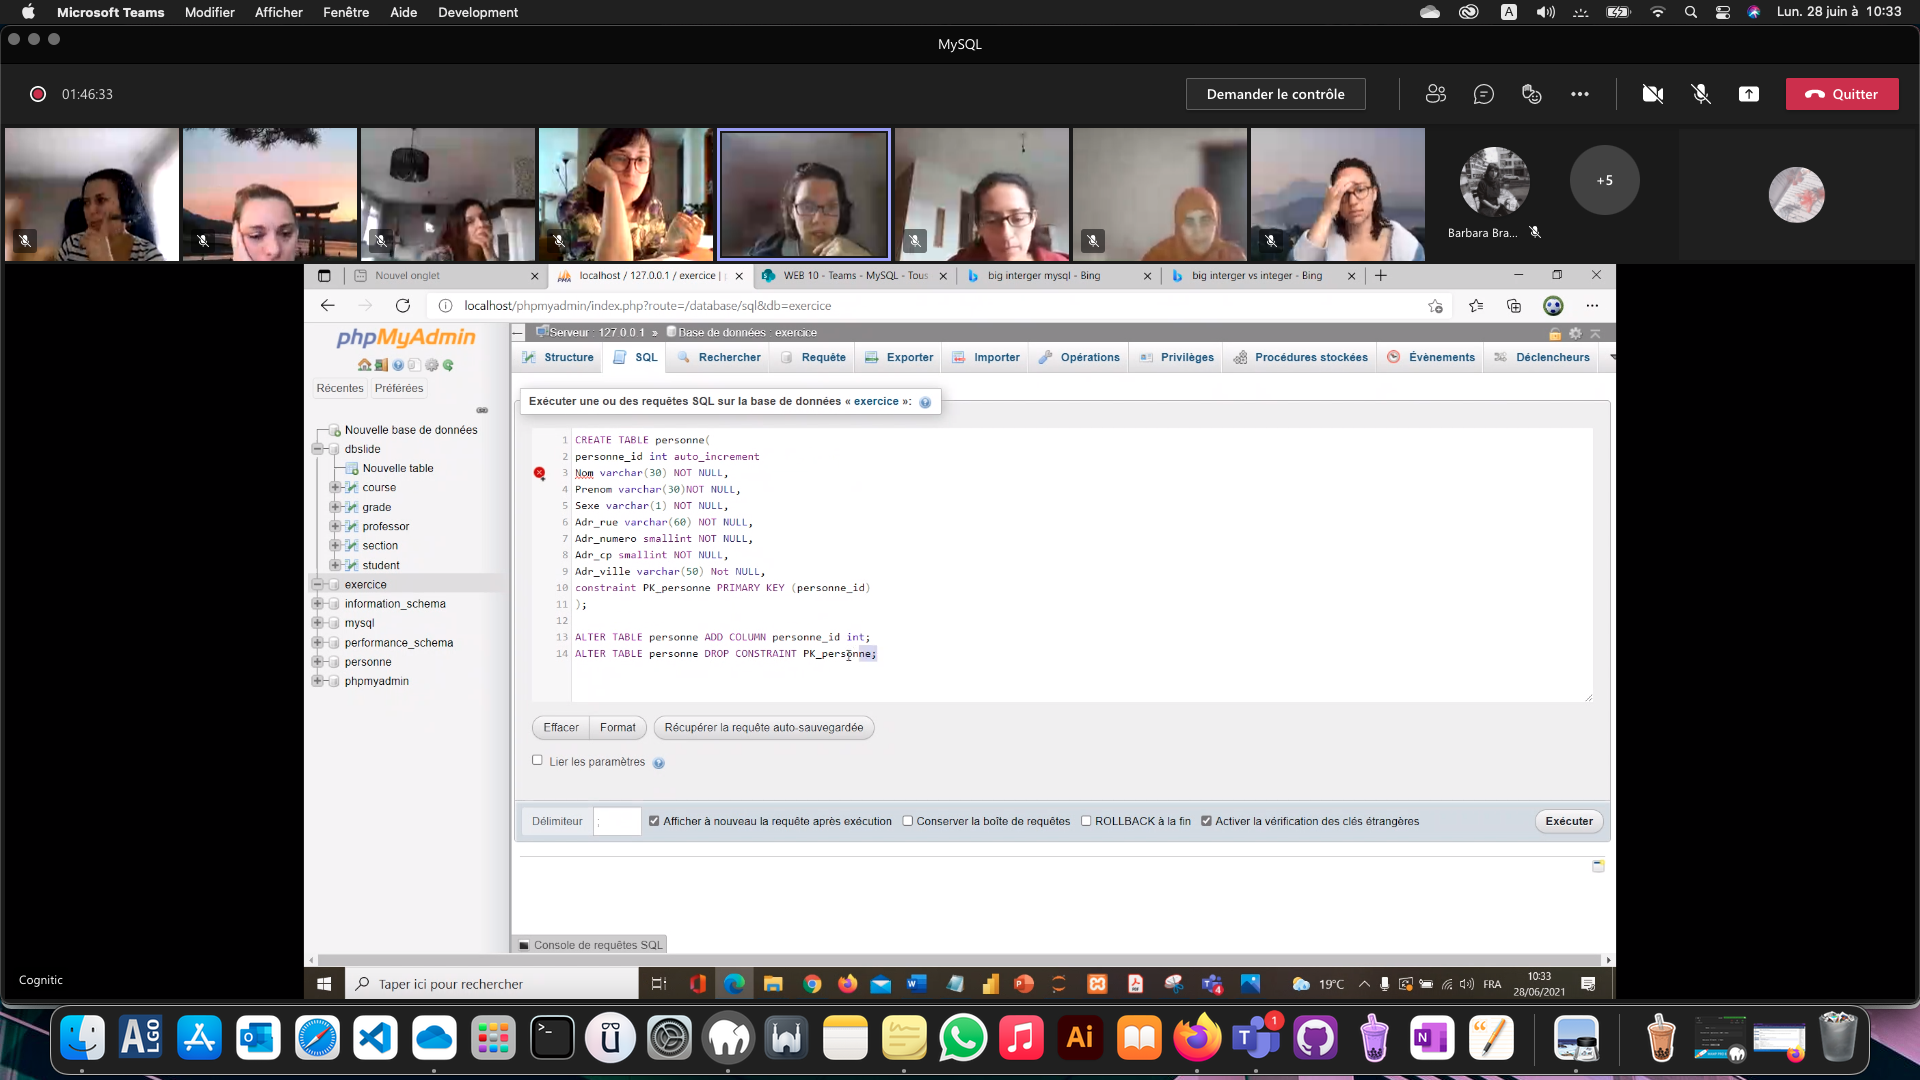 Microsoft Teams Modifier Afficher Fenêtre Aide Development
A
Lun. 28 juin à 10:33
MySQL
01:46:33
Demander le contrôle
Quitter
Barbara Bra...
+5
Nouvel onglet
localhost / 127.0.0.1 / exercice |
WEB 10 - Teams - MySQL - Tous
big interger mysql - Bing
big interger vs integer - Bing
localhost/phpmyadmin/index.php?route=/database/sql&db=exercice
phpMyAdmin
Récentes Préférées
Nouvelle base de données
dbslide
Nouvelle table
course
grade
professor
section
student
exercice
information_schema
mysql
performance_schema
personne
phpmyadmin
Serveur : 127.0.0.1 » Base de données : exercice
Structure SQL Rechercher Requête Exporter Importer Opérations Privilèges Procédures stockées Évènements Déclencheurs
Exécuter une ou des requêtes SQL sur la base de données « exercice »:
1 CREATE TABLE personne(
2 personne_id int auto_increment
3 Nom varchar(30) NOT NULL,
4 Prenom varchar(30)NOT NULL,
5 Sexe varchar(1) NOT NULL,
6 Adr_rue varchar(60) NOT NULL,
7 Adr_numero smallint NOT NULL,
8 Adr_cp smallint NOT NULL,
9 Adr_ville varchar(50) Not NULL,
10 constraint PK_personne PRIMARY KEY (personne_id)
11 );
12
13 ALTER TABLE personne ADD COLUMN personne_id int;
14 ALTER TABLE personne DROP CONSTRAINT PK_personne;
Effacer Format Récupérer la requête auto-sauvegardée
Lier les paramètres
Délimiteur ; Afficher à nouveau la requête après exécution Conserver la boîte de requêtes ROLLBACK à la fin Activer la vérification des clés étrangères Exécuter
Console de requêtes SQL
Cognitic
Taper ici pour rechercher
19°C
FRA
10:33
28/06/2021
ALGO
Ai
1